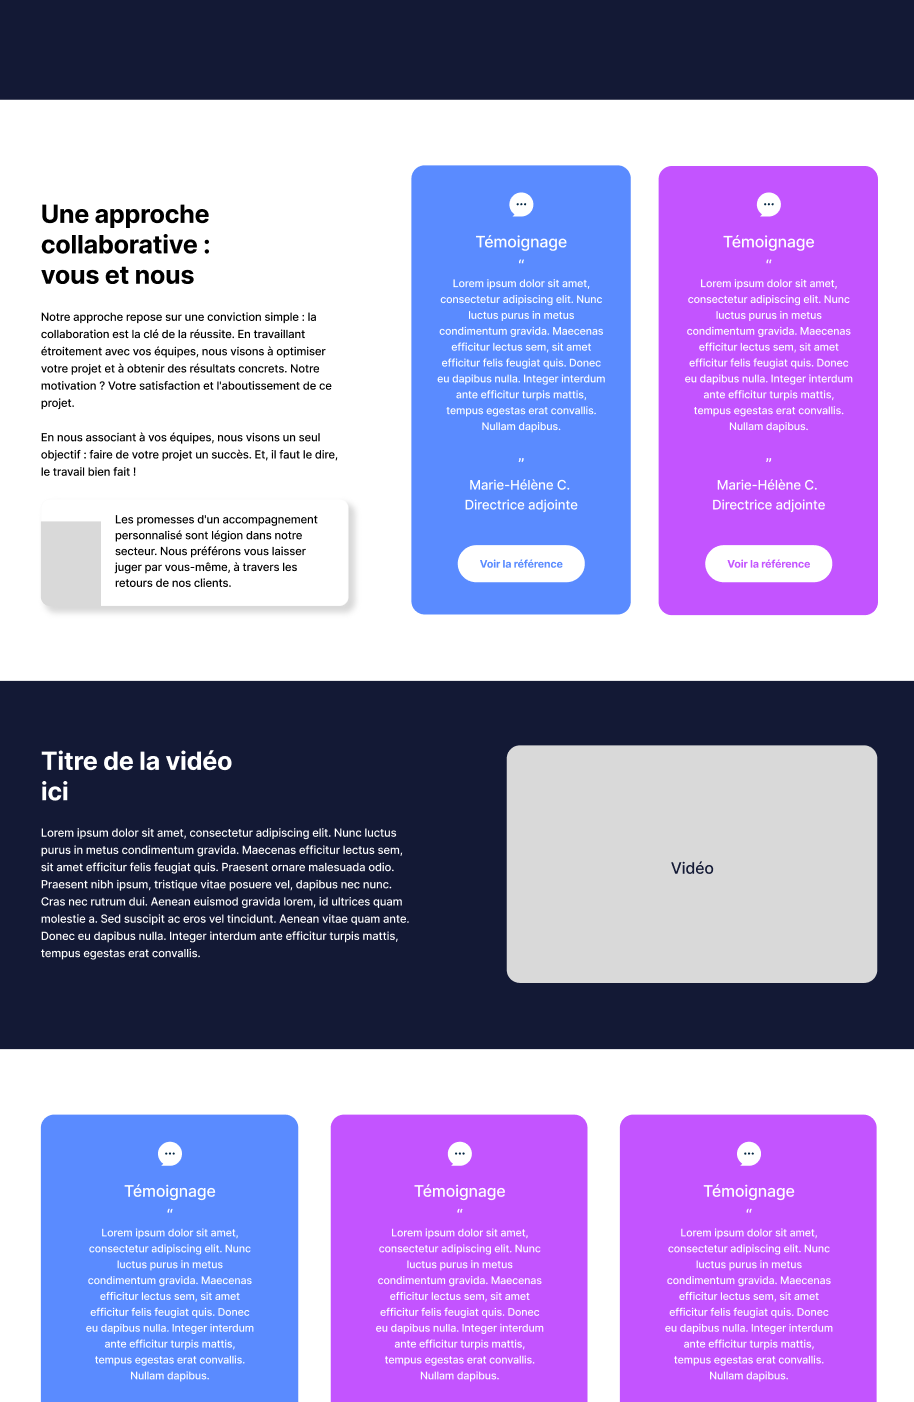 Une approche
collaborative :
vous et nous
Notre approche repose sur une conviction simple : la
collaboration est la clé de la réussite. En travaillant
étroitement avec vos équipes, nous visons à optimiser
votre projet et à obtenir des résultats concrets. Notre
motivation ? Votre satisfaction et l'aboutissement de ce
projet.
En nous associant à vos équipes, nous visons un seul
objectif : faire de votre projet un succès. Et, il faut le dire,
le travail bien fait !
Les promesses d'un accompagnement
personnalisé sont légion dans notre
secteur. Nous préférons vous laisser
juger par vous-même, à travers les
retours de nos clients.
Témoignage
“
Lorem ipsum dolor sit amet,
consectetur adipiscing elit. Nunc
luctus purus in metus
condimentum gravida. Maecenas
efficitur lectus sem, sit amet
efficitur felis feugiat quis. Donec
eu dapibus nulla. Integer interdum
ante efficitur turpis mattis,
tempus egestas erat convallis.
Nullam dapibus.
”
Marie-Hélène C.
Directrice adjointe
Voir la référence
Témoignage
“
Lorem ipsum dolor sit amet,
consectetur adipiscing elit. Nunc
luctus purus in metus
condimentum gravida. Maecenas
efficitur lectus sem, sit amet
efficitur felis feugiat quis. Donec
eu dapibus nulla. Integer interdum
ante efficitur turpis mattis,
tempus egestas erat convallis.
Nullam dapibus.
”
Marie-Hélène C.
Directrice adjointe
Voir la référence
Titre de la vidéo
ici
Lorem ipsum dolor sit amet, consectetur adipiscing elit. Nunc luctus
purus in metus condimentum gravida. Maecenas efficitur lectus sem,
sit amet efficitur felis feugiat quis. Praesent ornare malesuada odio.
Praesent nibh ipsum, tristique vitae posuere vel, dapibus nec nunc.
Cras nec rutrum dui. Aenean euismod gravida lorem, id ultrices quam
molestie a. Sed suscipit ac eros vel tincidunt. Aenean vitae quam ante.
Donec eu dapibus nulla. Integer interdum ante efficitur turpis mattis,
tempus egestas erat convallis.
Vidéo
Témoignage
“
Lorem ipsum dolor sit amet,
consectetur adipiscing elit. Nunc
luctus purus in metus
condimentum gravida. Maecenas
efficitur lectus sem, sit amet
efficitur felis feugiat quis. Donec
eu dapibus nulla. Integer interdum
ante efficitur turpis mattis,
tempus egestas erat convallis.
Nullam dapibus.
Témoignage
“
Lorem ipsum dolor sit amet,
consectetur adipiscing elit. Nunc
luctus purus in metus
condimentum gravida. Maecenas
efficitur lectus sem, sit amet
efficitur felis feugiat quis. Donec
eu dapibus nulla. Integer interdum
ante efficitur turpis mattis,
tempus egestas erat convallis.
Nullam dapibus.
Témoignage
“
Lorem ipsum dolor sit amet,
consectetur adipiscing elit. Nunc
luctus purus in metus
condimentum gravida. Maecenas
efficitur lectus sem, sit amet
efficitur felis feugiat quis. Donec
eu dapibus nulla. Integer interdum
ante efficitur turpis mattis,
tempus egestas erat convallis.
Nullam dapibus.